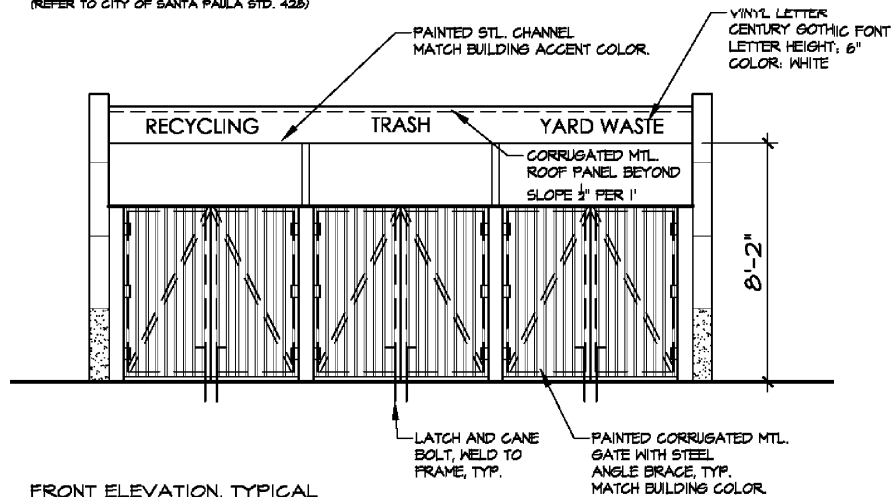 (REFER TO CITY OF SANTA PAULA STD. 425)
PAINTED STL. CHANNEL
MATCH BUILDING ACCENT COLOR.
VINYL LETTER
CENTURY GOTHIC FONT
LETTER HEIGHT: 6"
COLOR: WHITE
RECYCLING
TRASH
YARD WASTE
CORRUGATED MTL.
ROOF PANEL BEYOND
SLOPE ½" PER 1'
8'-2"
LATCH AND CANE
BOLT, WELD TO
FRAME, TYP.
PAINTED CORRUGATED MTL.
GATE WITH STEEL
ANGLE BRACE, TYP.
MATCH BUILDING COLOR.
FRONT ELEVATION, TYPICAL